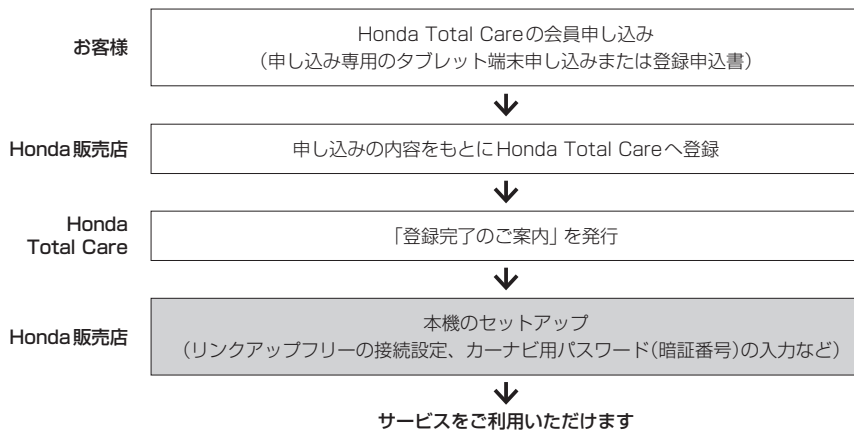 お客様
Honda Total Careの会員申し込み
（申し込み専用のタブレット端末申し込みまたは登録申込書）
Honda販売店
申し込みの内容をもとにHonda Total Careへ登録
Honda
Total Care
「登録完了のご案内」を発行
Honda販売店
本機のセットアップ
（リンクアップフリーの接続設定、カーナビ用パスワード（暗証番号）の入力など）
サービスをご利用いただけます